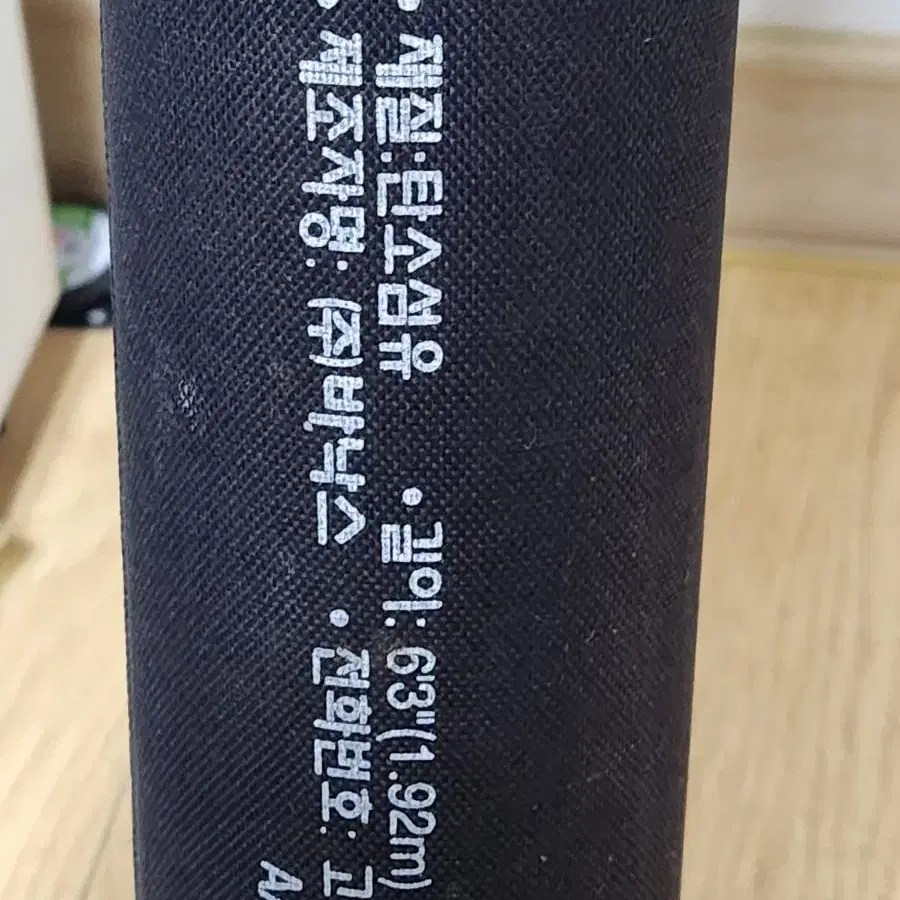 • 재질: 탄소섬유 • 길이: 6'3"(1.92m)
• 제조자명: (주)바낙스 • 전화번호: 고